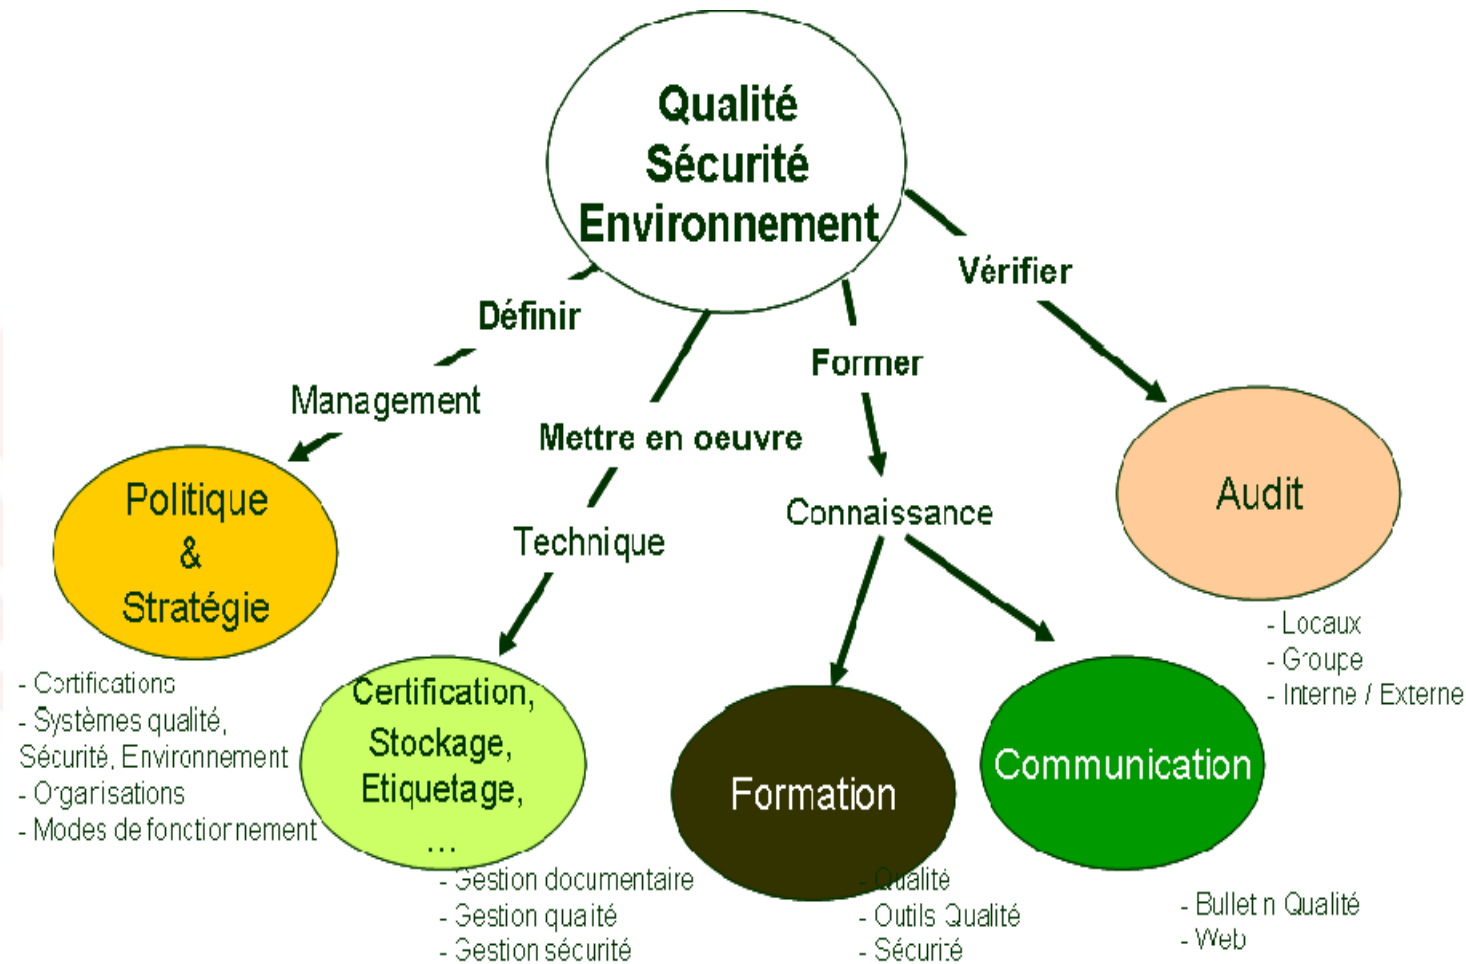 Qualité
Sécurité
Environnement
Définir
Management
Mettre en oeuvre
Technique
Former
Connaissance
Vérifier
Politique
&
Stratégie
- Certifications
- Systèmes qualité,
Sécurité, Environnement
- Organisations
- Modes de fonctionnement
Certification,
Stockage,
Etiquetage,
...
- Gestion documentaire
- Gestion qualité
- Gestion sécurité
Formation
- Qualité
- Outils Qualité
- Sécurité
Communication
- Bulletin Qualité
- Web
Audit
- Locaux
- Groupe
- Interne / Externe